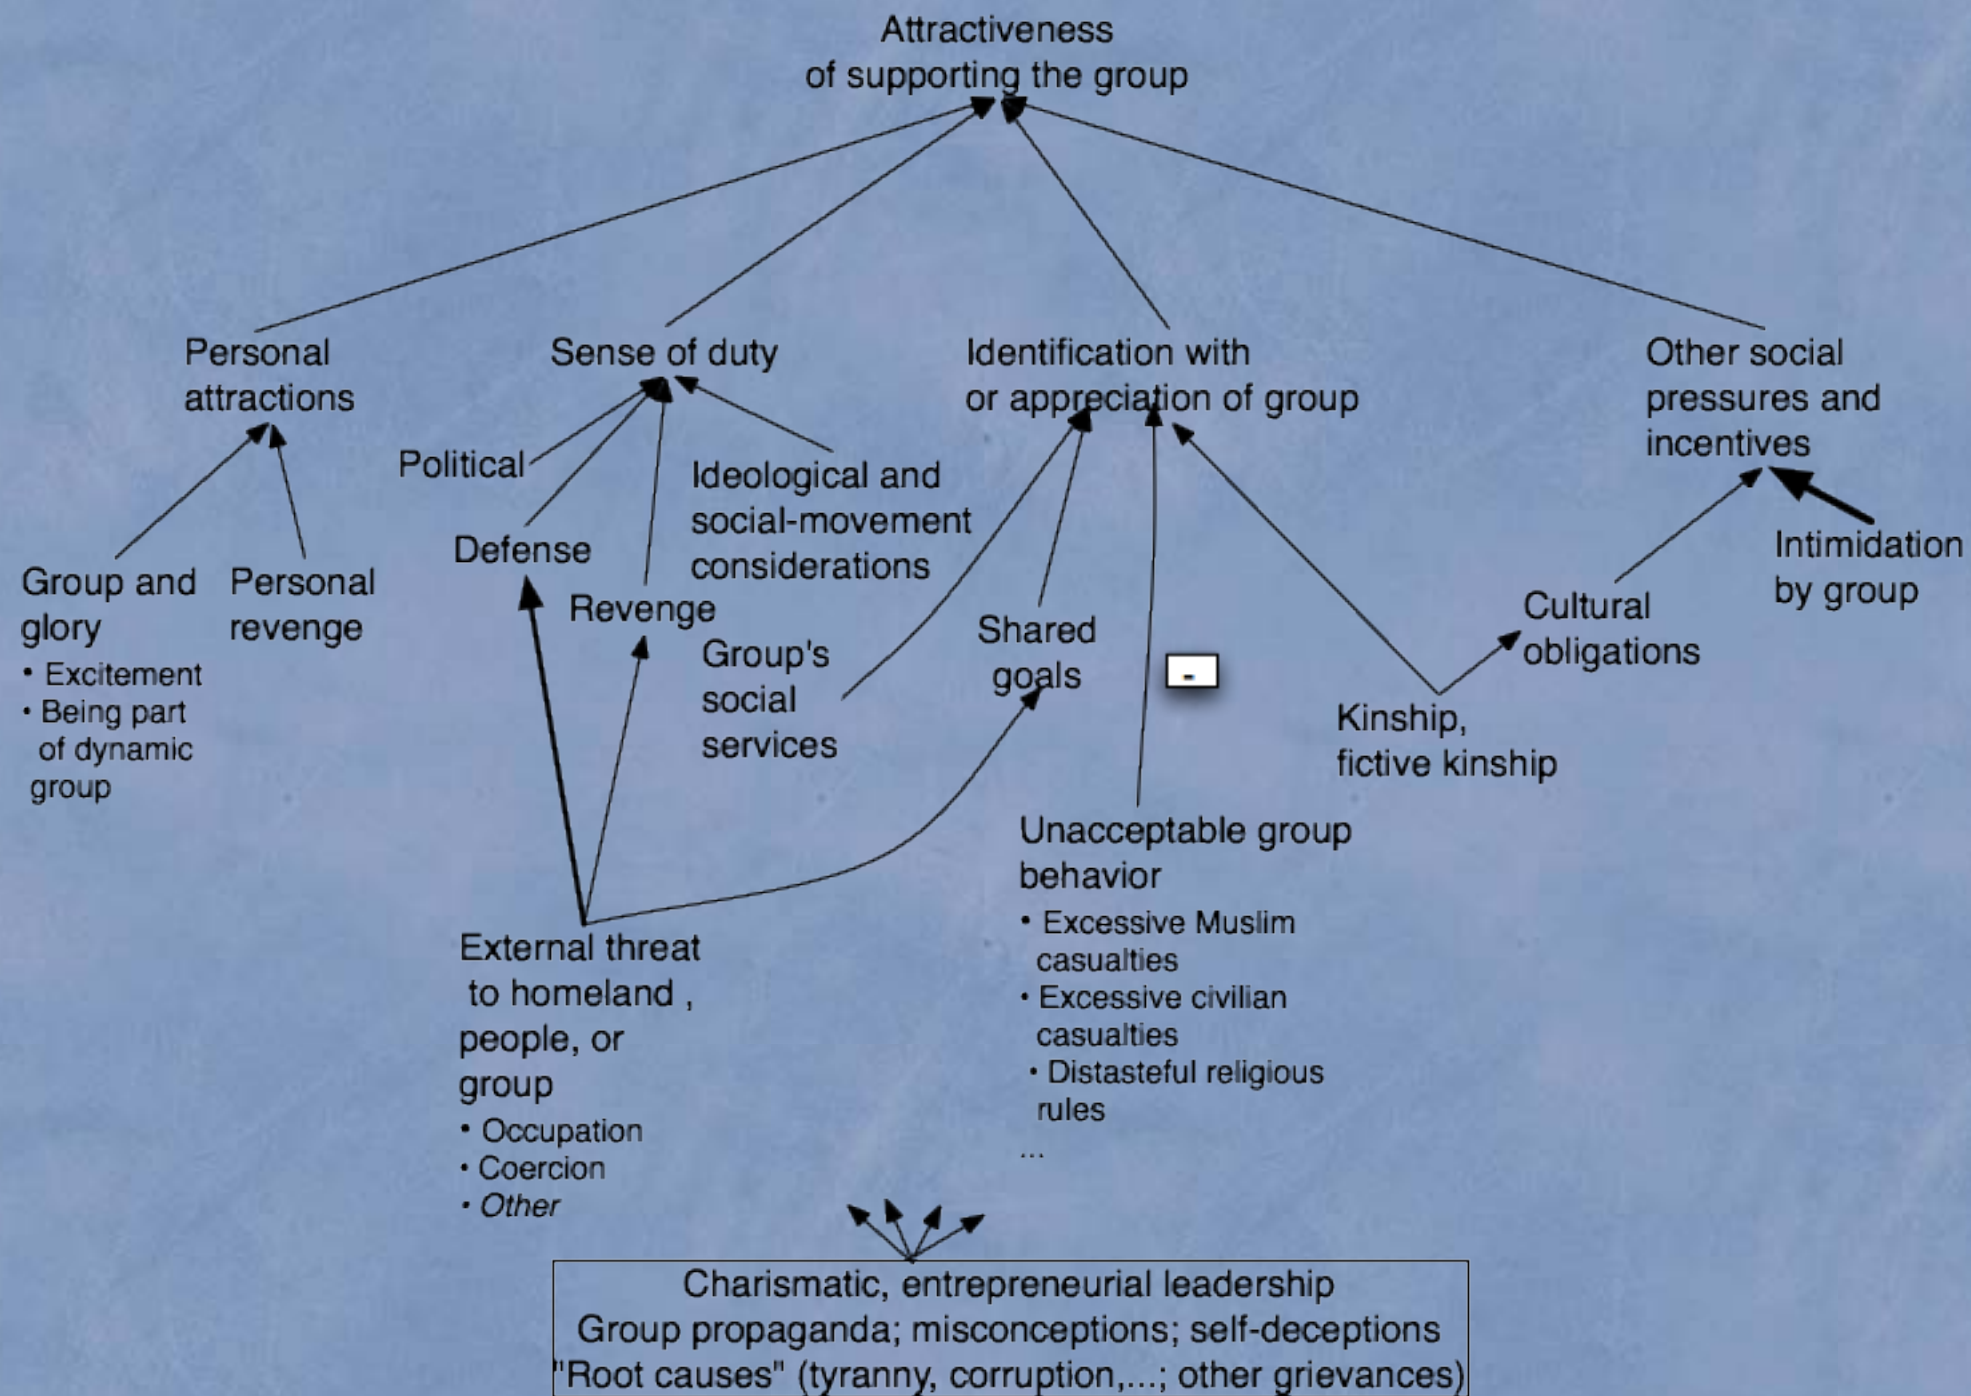 Attractiveness
of supporting the group
Personal
attractions
Sense of duty
Identification with
or appreciation of group
Other social
pressures and
incentives
Political
Ideological and
social-movement
considerations
Defense
Revenge
Group and
glory
• Excitement
• Being part
of dynamic
group
Personal
revenge
Group's
social
services
Shared
goals
-
Intimidation
by group
Cultural
obligations
Kinship,
fictive kinship
Unacceptable group
behavior
• Excessive Muslim
casualties
• Excessive civilian
casualties
• Distasteful religious
rules
...
External threat
to homeland ,
people, or
group
• Occupation
• Coercion
• Other
Charismatic, entrepreneurial leadership
Group propaganda; misconceptions; self-deceptions
"Root causes" (tyranny, corruption,...; other grievances)